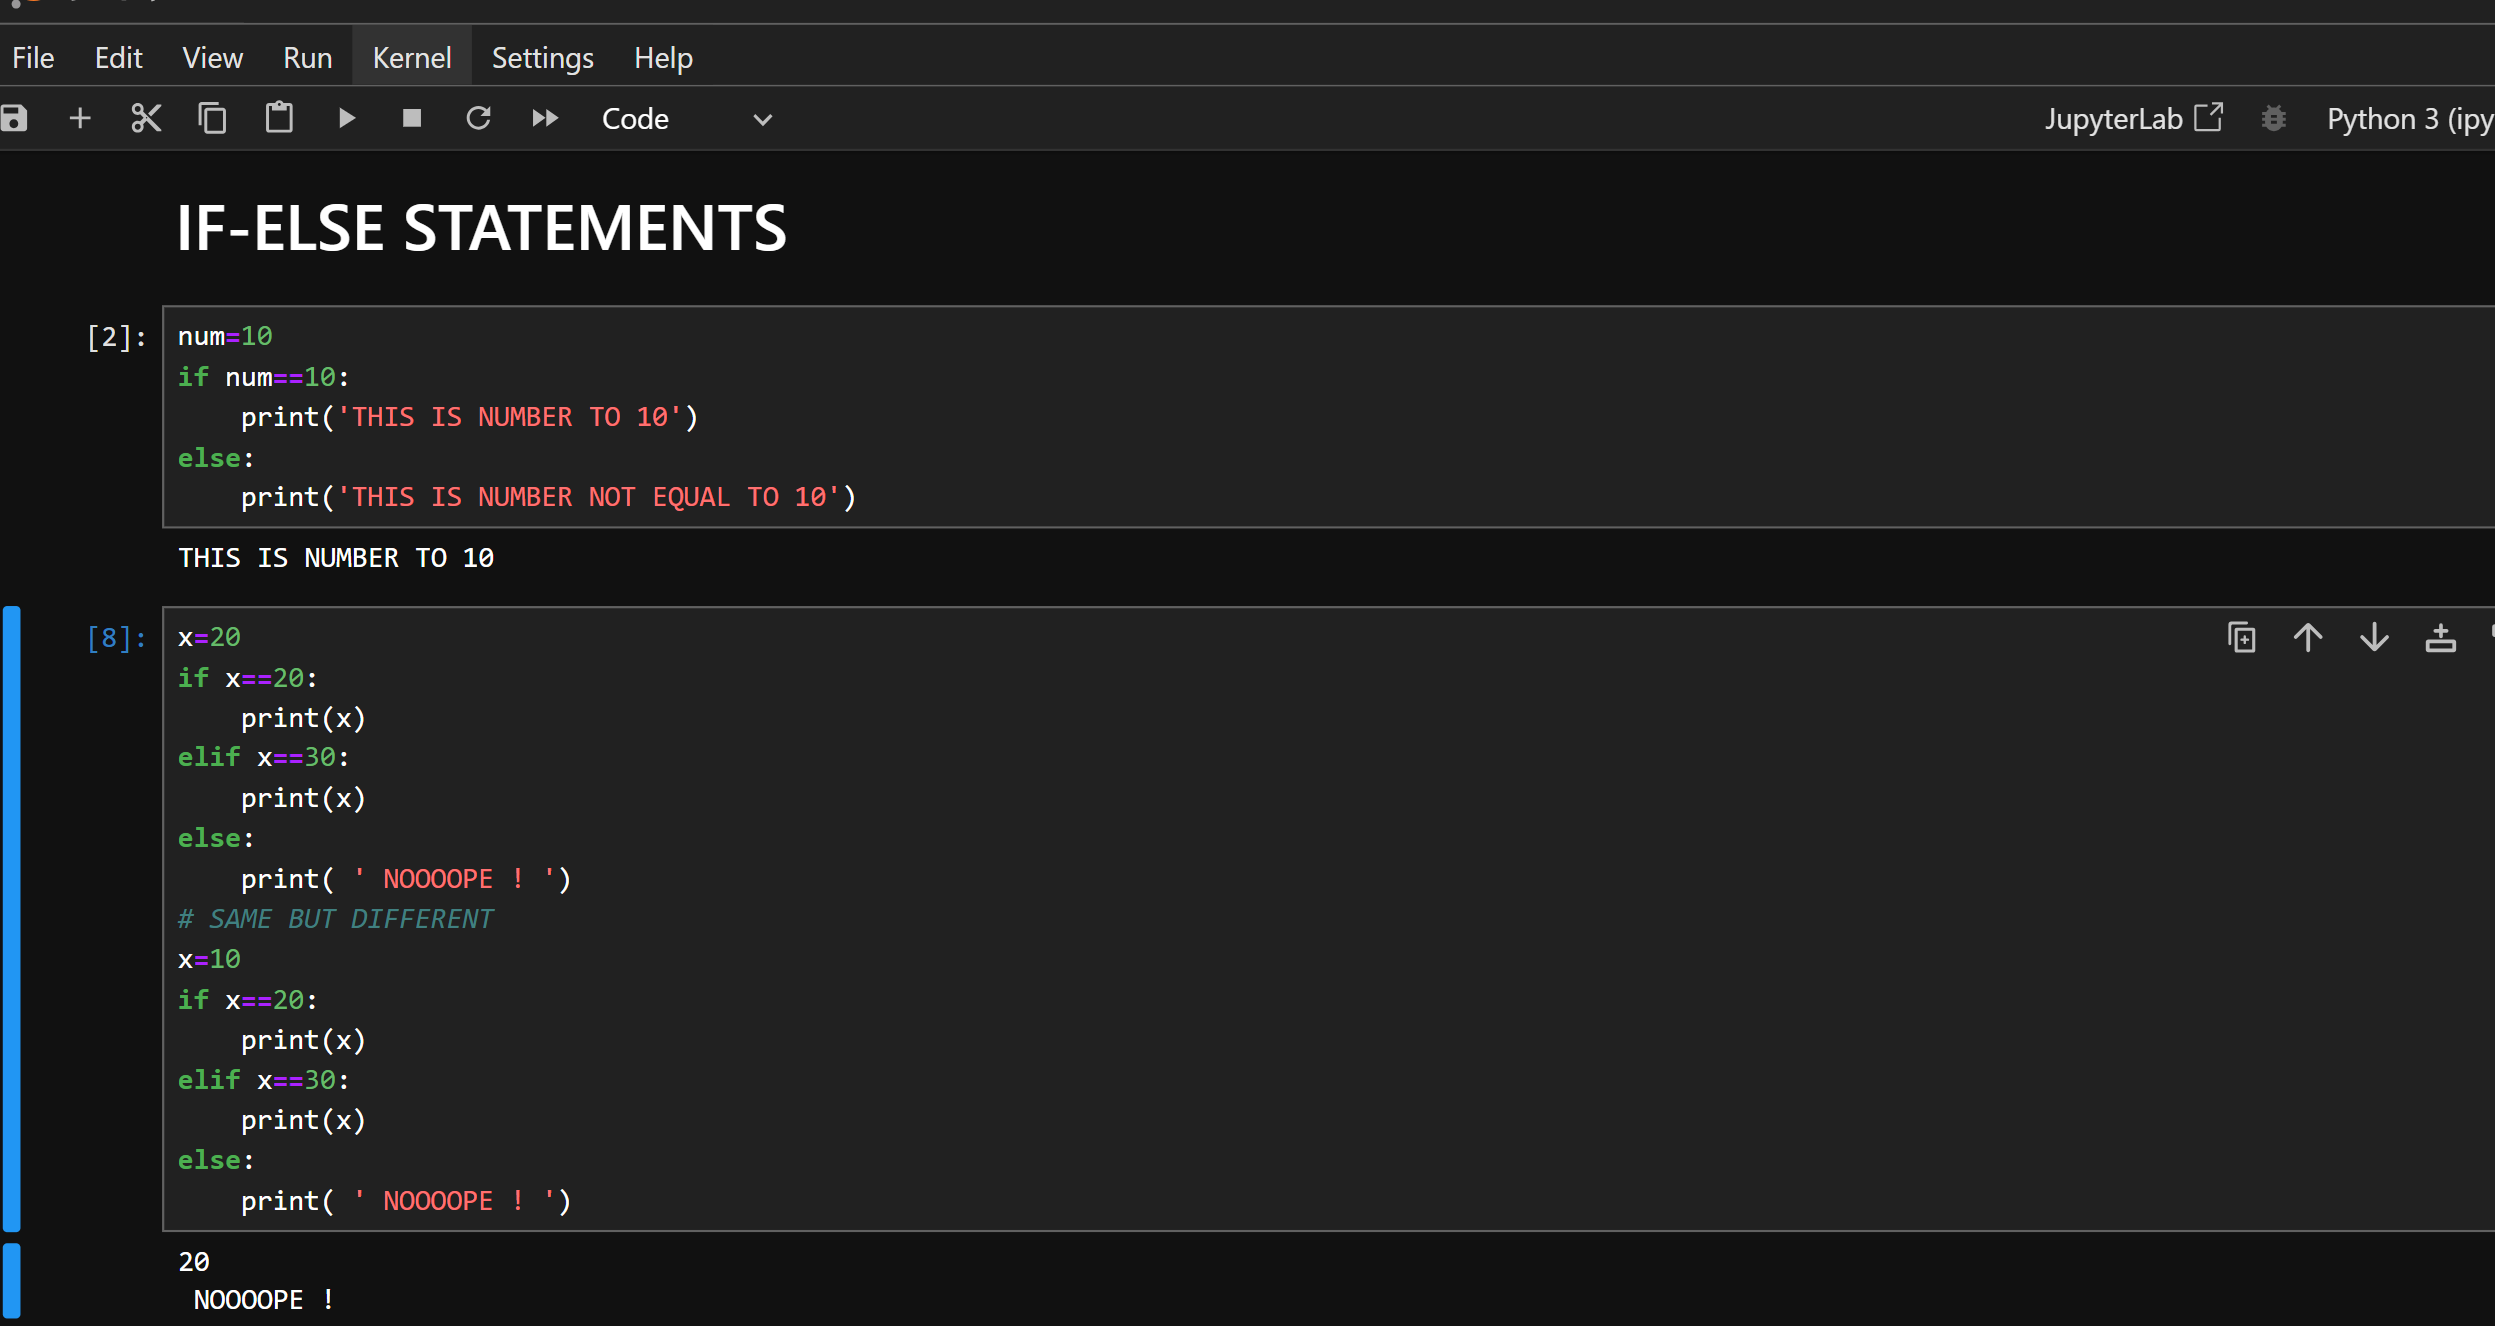 File Edit View Run Kernel Settings Help
Code JupyterLab Python 3 (ipy
IF-ELSE STATEMENTS
[2]: num=10
if num==10:
    print('THIS IS NUMBER TO 10')
else:
    print('THIS IS NUMBER NOT EQUAL TO 10')
THIS IS NUMBER TO 10
[8]: x=20
if x==20:
    print(x)
elif x==30:
    print(x)
else:
    print( ' NOOOOPE ! ')
# SAME BUT DIFFERENT
x=10
if x==20:
    print(x)
elif x==30:
    print(x)
else:
    print( ' NOOOOPE ! ')
20
 NOOOOPE !